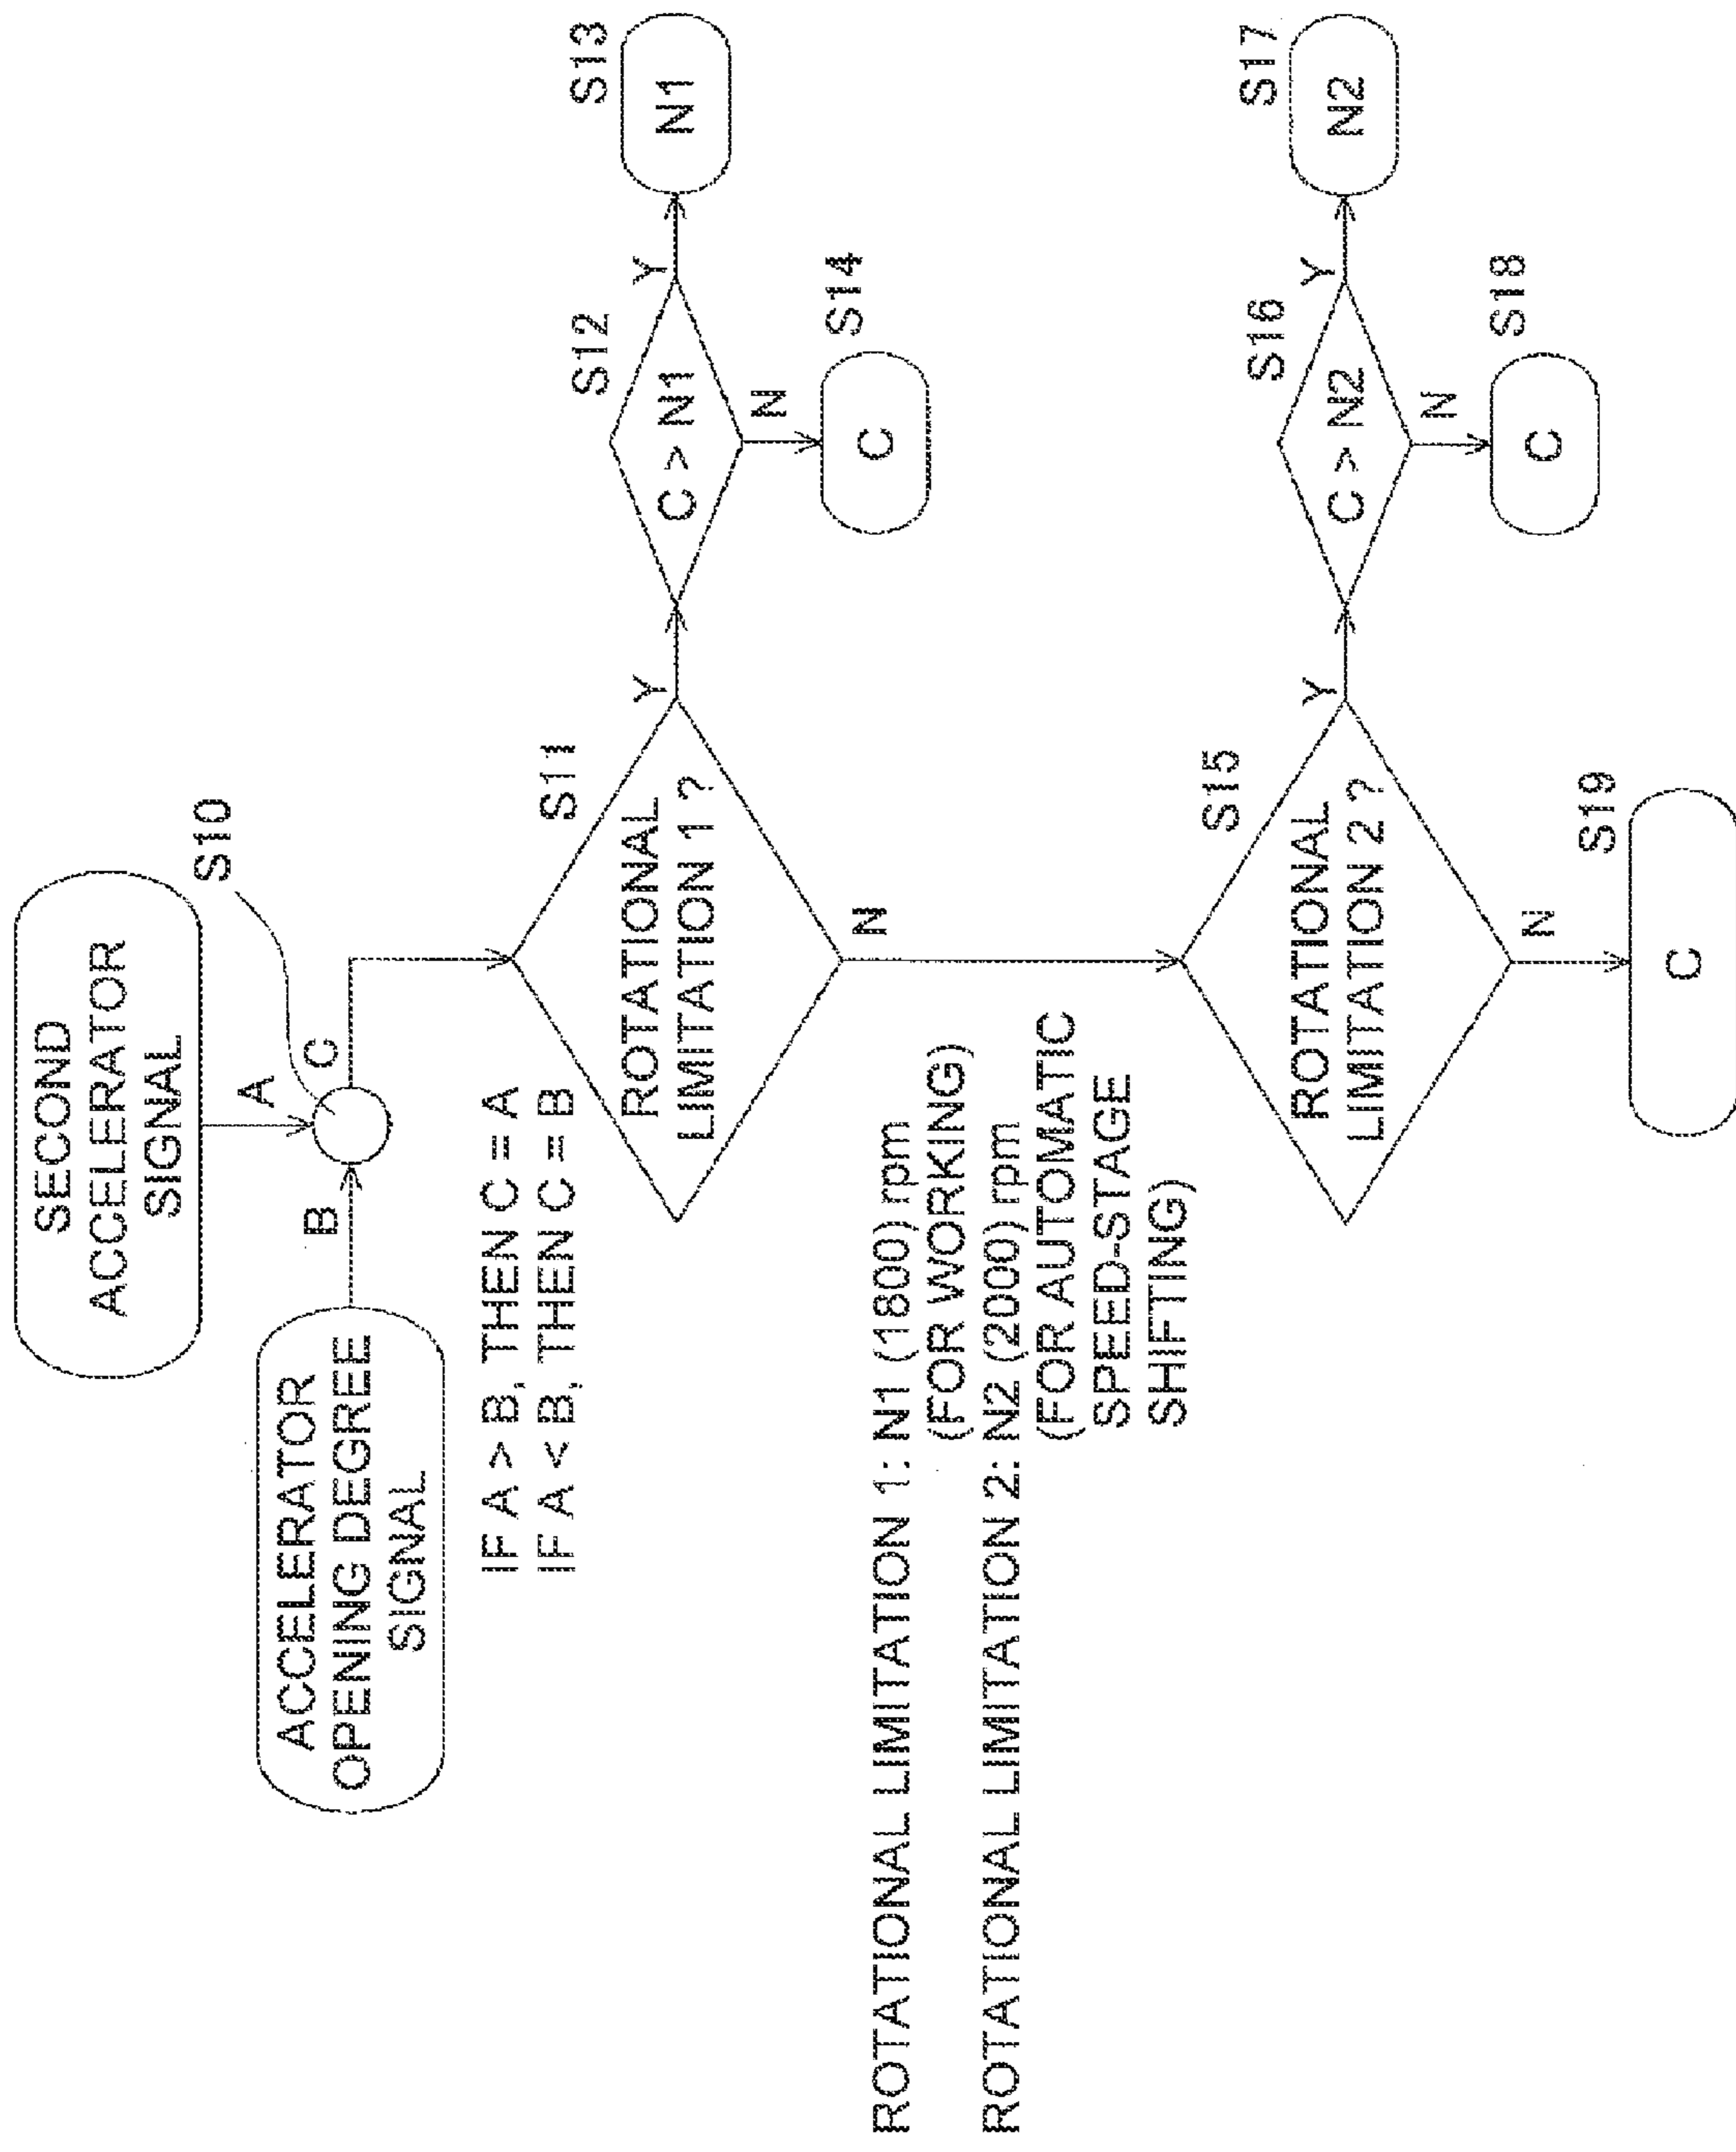 SECOND
ACCELERATOR
SIGNAL
A
S10
ACCELERATOR
OPENING DEGREE
SIGNAL
B
C
IF A > B, THEN C = A
IF A < B, THEN C = B
S11
ROTATIONAL
LIMITATION 1 ?
Y
N
S12
C > N1
Y
N
S13
N1
S14
C
ROTATIONAL LIMITATION 1: N1 (1800) rpm
(FOR WORKING)
ROTATIONAL LIMITATION 2: N2 (2000) rpm
(FOR AUTOMATIC
SPEED-STAGE
SHIFTING)
S15
ROTATIONAL
LIMITATION 2 ?
Y
N
S16
C > N2
Y
N
S17
N2
S18
C
S19
C